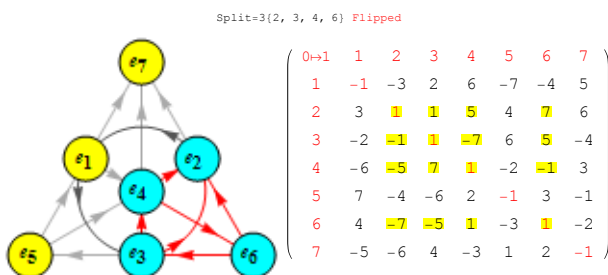 Split=3{2, 3, 4, 6} Flipped
e7
e1
e2
e4
e5
e3
e6
0↦1 1 2 3 4 5 6 7
1 -1 -3 2 6 -7 -4 5
2 3 1 1 5 4 7 6
3 -2 -1 1 -7 6 5 -4
4 -6 -5 7 1 -2 -1 3
5 7 -4 -6 2 -1 3 -1
6 4 -7 -5 1 -3 1 -2
7 -5 -6 4 -3 1 2 -1